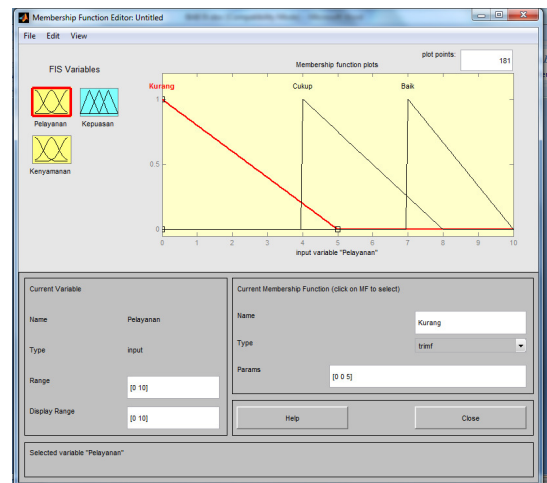 Membership Function Editor: Untitled
File Edit View
FIS Variables
Pelayanan
Kepuasan
Kenyamanan
Membership function plots
plot points:
181
Kurang
Cukup
Baik
1
0.5
0
0 1 2 3 4 5 6 7 8 9 10
input variable "Pelayanan"
Current Variable
Name Pelayanan
Type input
Range [0 10]
Display Range [0 10]
Current Membership Function (click on MF to select)
Name Kurang
Type trimf
Params [0 0 5]
Help
Close
Selected variable "Pelayanan"